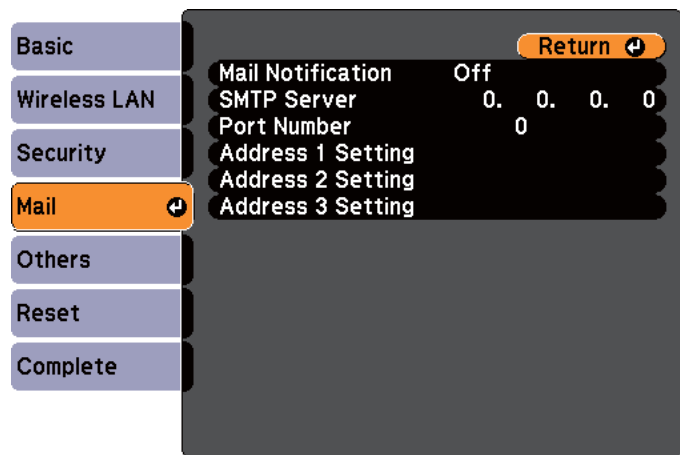 Basic
Wireless LAN
Security
Mail
Others
Reset
Complete
Return
Mail Notification Off
SMTP Server 0. 0. 0. 0
Port Number 0
Address 1 Setting
Address 2 Setting
Address 3 Setting